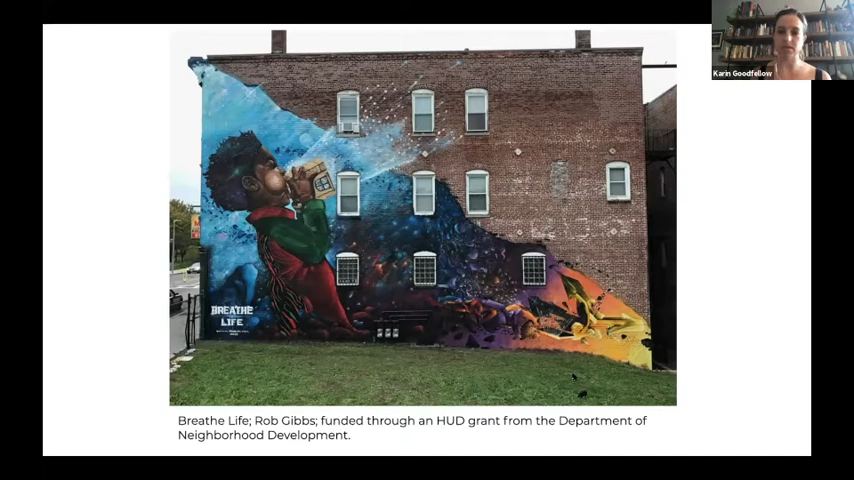 Karin Goodfellow
BREATHE
LIFE
Breathe Life; Rob Gibbs; funded through an HUD grant from the Department of
Neighborhood Development.